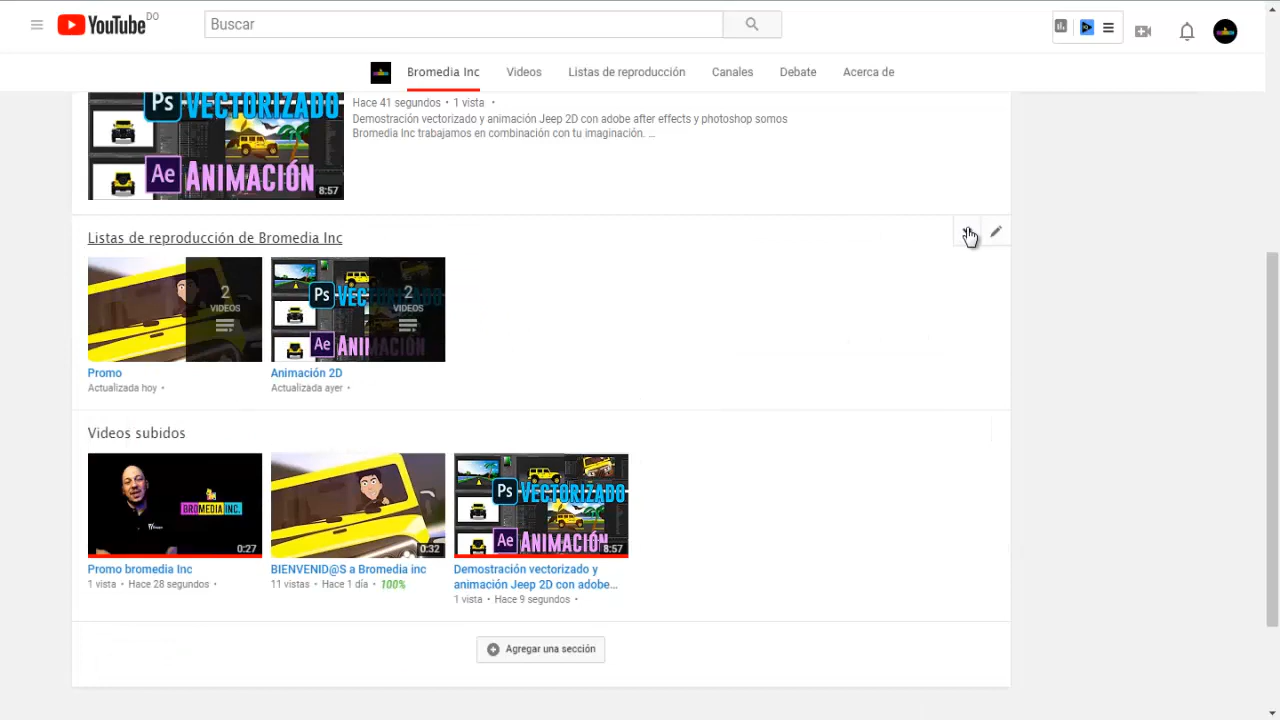 YouTube DO
Buscar
Bromedia Inc Videos Listas de reproducción Canales Debate Acerca de
Ps VECTORIZADO
Ae ANIMACIÓN
8:57
Hace 41 segundos • 1 vista •
Demostración vectorizado y animación Jeep 2D con adobe after effects y photoshop somos
Bromedia Inc trabajamos en combinación con tu imaginación. ...
Listas de reproducción de Bromedia Inc
2
VIDEOS
Promo
Actualizada hoy •
Ps VECTORIZADO
Ae ANIMACIÓN
2
VIDEOS
Animación 2D
Actualizada ayer •
Videos subidos
BROMEDIA INC.
0:27
Promo bromedia Inc
1 vista • Hace 28 segundos •
0:32
BIENVENID@S a Bromedia inc
11 vistas • Hace 1 día • 100%
Ps VECTORIZADO
Ae ANIMACIÓN
8:57
Demostración vectorizado y
animación Jeep 2D con adobe...
1 vista • Hace 9 segundos •
Agregar una sección